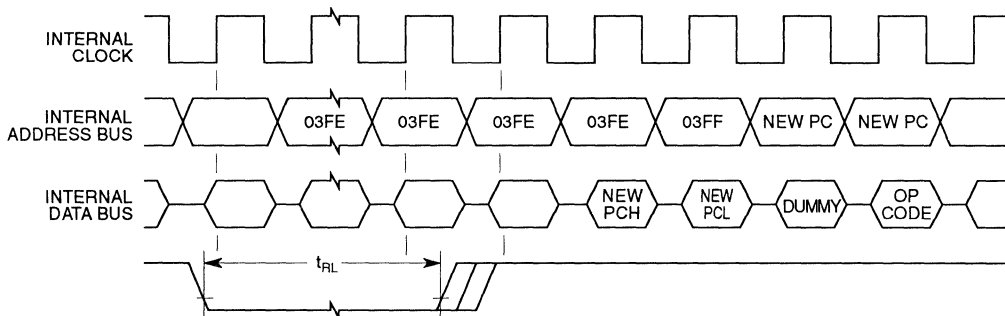 INTERNAL
CLOCK
INTERNAL
ADDRESS BUS
03FE
03FE
03FE
03FE
03FF
NEW PC
NEW PC
INTERNAL
DATA BUS
NEW
PCH
NEW
PCL
DUMMY
OP
CODE
tRL